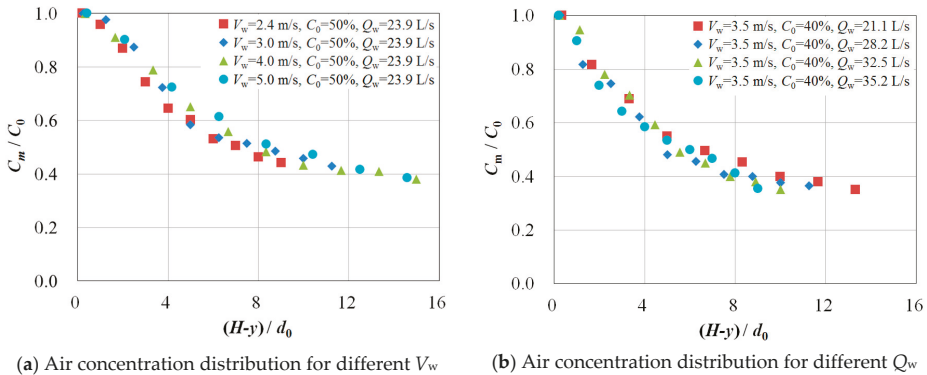 1.0
0.8
0.6
0.4
0.2
0.0
Cm / C0
0 4 8 12 16
(H-y) / d0
Vw=2.4 m/s, C0=50%, Qw=23.9 L/s
Vw=3.0 m/s, C0=50%, Qw=23.9 L/s
Vw=4.0 m/s, C0=50%, Qw=23.9 L/s
Vw=5.0 m/s, C0=50%, Qw=23.9 L/s
(a) Air concentration distribution for different Vw
1.0
0.8
0.6
0.4
0.2
0.0
Cm / C0
0 4 8 12 16
(H-y) / d0
Vw=3.5 m/s, C0=40%, Qw=21.1 L/s
Vw=3.5 m/s, C0=40%, Qw=28.2 L/s
Vw=3.5 m/s, C0=40%, Qw=32.5 L/s
Vw=3.5 m/s, C0=40%, Qw=35.2 L/s
(b) Air concentration distribution for different Qw